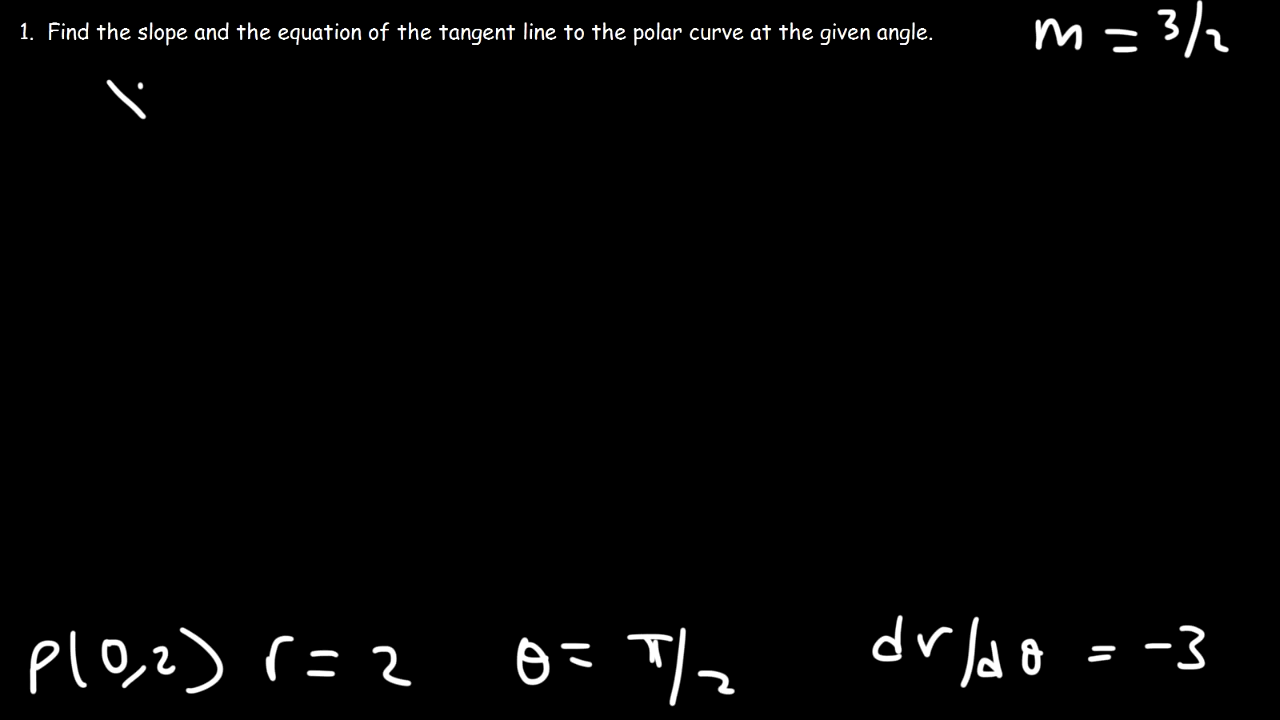 1. Find the slope and the equation of the tangent line to the polar curve at the given angle.
m = 3/2
P(0,2) r = 2 θ = π/2 dr/dθ = -3